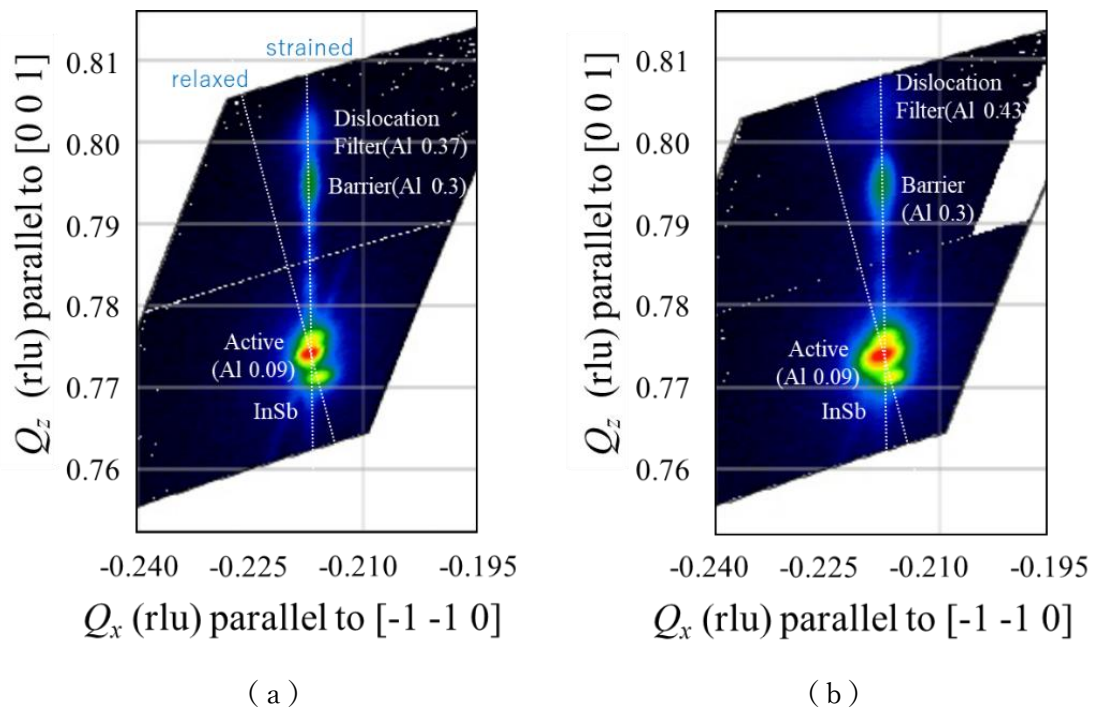 strained
relaxed
0.81
0.80
0.79
0.78
0.77
0.76
Q_z (rlu) parallel to [0 0 1]
Dislocation
Filter(Al 0.37)
Barrier(Al 0.3)
Active
(Al 0.09)
InSb
-0.240 -0.225 -0.210 -0.195
Q_x (rlu) parallel to [-1 -1 0]
(a)
0.81
0.80
0.79
0.78
0.77
0.76
Q_z (rlu) parallel to [0 0 1]
Dislocation
Filter(Al 0.43)
Barrier
(Al 0.3)
Active
(Al 0.09)
InSb
-0.240 -0.225 -0.210 -0.195
Q_x (rlu) parallel to [-1 -1 0]
(b)